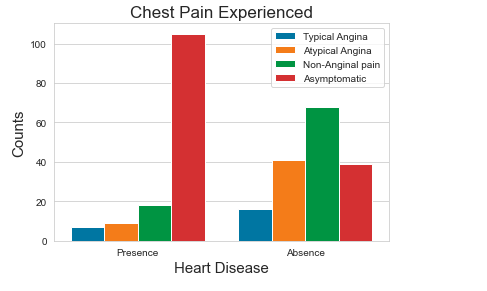 Chest Pain Experienced
Typical Angina
Atypical Angina
Non-Anginal pain
Asymptomatic
Counts
100
80
60
40
20
0
Presence
Absence
Heart Disease